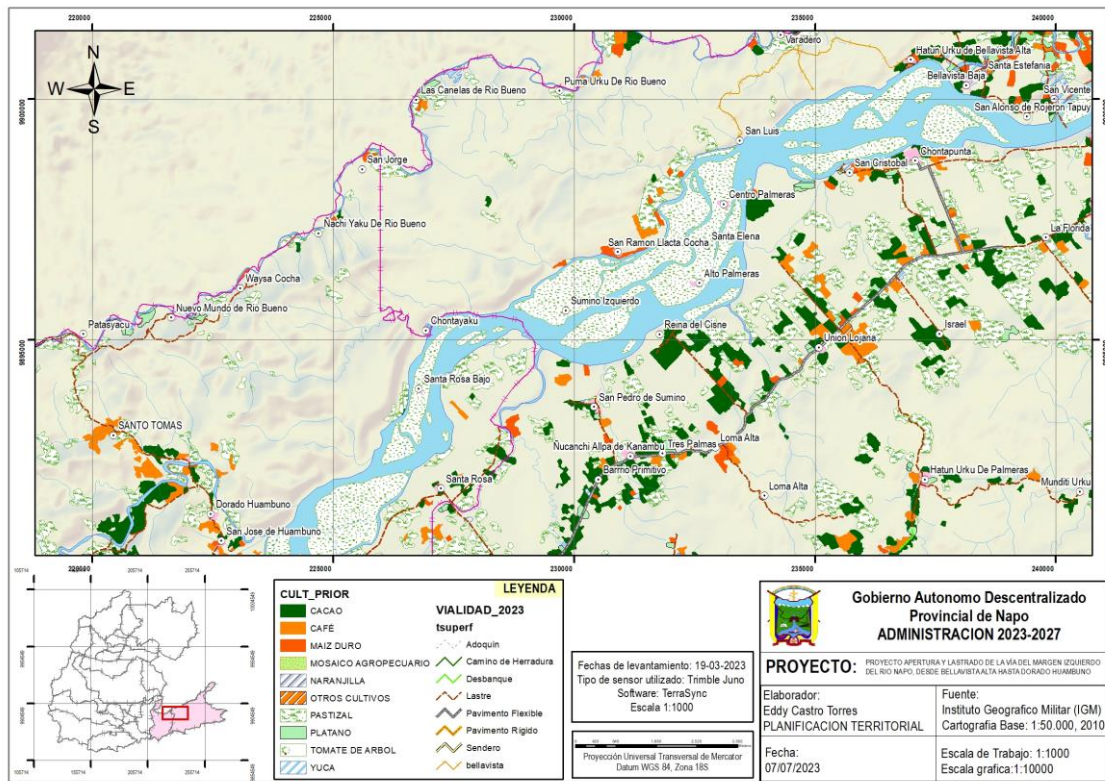 220000
225000
230000
235000
240000
N
W
E
S
9900000
9895000
Varadero
Hatun Urku de Bellavista Alta
Santa Estefania
Bellavista Baja
San Vicente
San Alonso de Rojeron Tapuy
Puma Urku De Rio Bueno
Las Canelas de Rio Bueno
San Luis
San Jorge
San Cristobal
Chontapunta
Centro Palmeras
Ñachi Yaku De Rio Bueno
Santa Elena
La Florida
San Ramon Llacta Cocha
Waysa Cocha
Alto Palmeras
Nuevo Mundo de Rio Bueno
Sumino Izquierdo
Patasyacu
Chontayaku
Reina del Cisne
Israel
Union Lojana
Santa Rosa Bajo
San Pedro de Sumino
SANTO TOMAS
Ñucanchi Allpa de Kanambu
Tres Palmas
Loma Alta
Barrio Primitivo
Santa Rosa
Loma Alta
Hatun Urku De Palmeras
Munditi Urku
Dorado Huambuno
San Jose de Huambuno
220000
225000
230000
235000
240000
LEYENDA
CULT_PRIOR
CACAO
CAFÉ
MAIZ DURO
MOSAICO AGROPECUARIO
NARANJILLA
OTROS CULTIVOS
PASTIZAL
PLATANO
TOMATE DE ARBOL
YUCA
VIALIDAD_2023
tsuperf
Adoquin
Camino de Herradura
Desbanque
Lastre
Pavimento Flexible
Pavimento Rigido
Sendero
bellavista
Fechas de levantamiento: 19-03-2023
Tipo de sensor utilizado: Trimble Juno
Software: TerraSync
Escala 1:1000
Proyección Universal Transversal de Mercator
Datum WGS 84, Zona 18S
Gobierno Autonomo Descentralizado
Provincial de Napo
ADMINISTRACION 2023-2027
PROYECTO: PROYECTO APERTURA Y LASTRADO DE LA VÍA DEL MARGEN IZQUIERDO
DEL RIO NAPO, DESDE BELLAVISTA ALTA HASTA DORADO HUAMBUNO
Elaborador:
Eddy Castro Torres
PLANIFICACION TERRITORIAL
Fuente:
Instituto Geografico Militar (IGM)
Cartografia Base: 1:50.000, 2010
Fecha:
07/07/2023
Escala de Trabajo: 1:1000
Escala grafica:1:10000